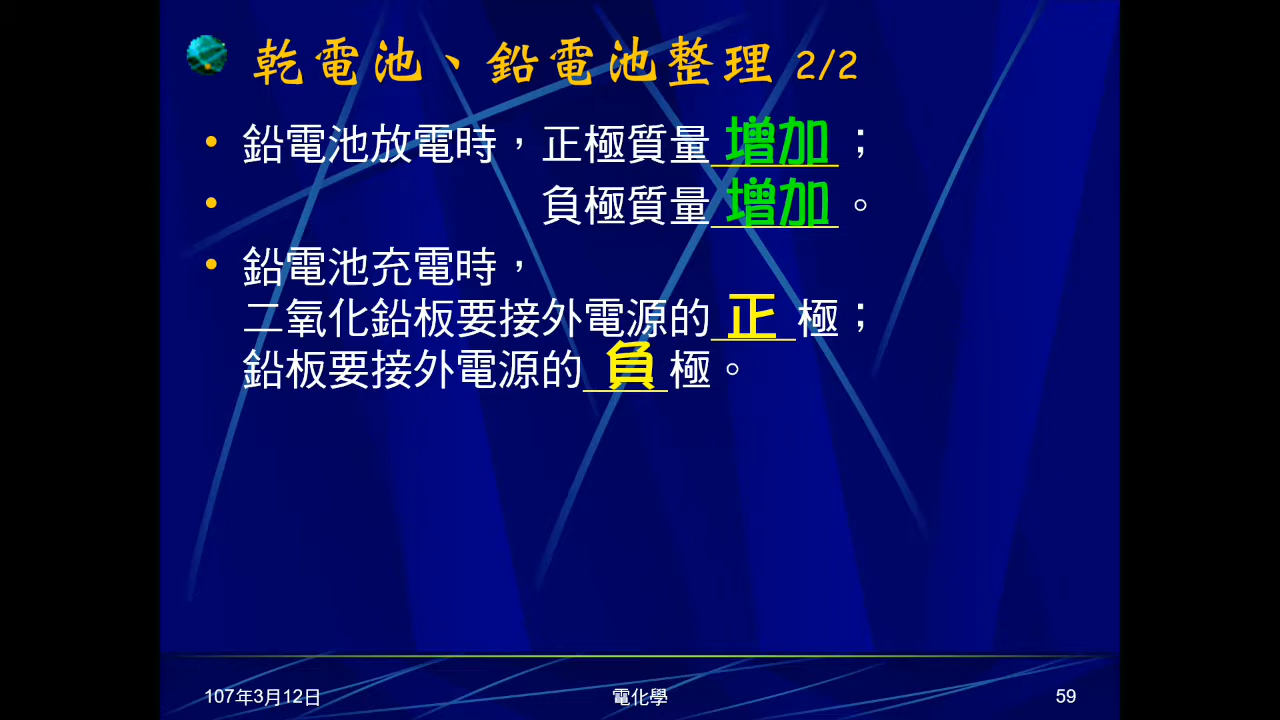 乾電池、鉛電池整理 2/2
• 鉛電池放電時，正極質量 增加 ；
• 負極質量 增加 。
• 鉛電池充電時，
二氧化鉛板要接外電源的 正 極；
鉛板要接外電源的 負 極。
107年3月12日 電化學 59